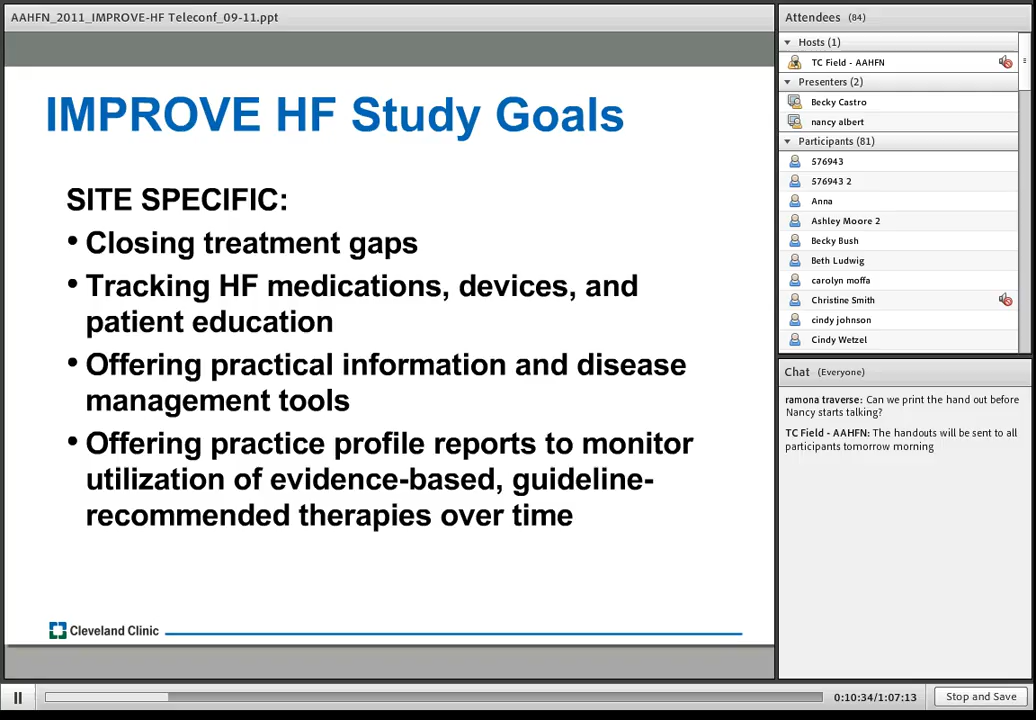 AAHFN_2011_IMPROVE-HF Teleconf_09-11.ppt
IMPROVE HF Study Goals
SITE SPECIFIC:
• Closing treatment gaps
• Tracking HF medications, devices, and
patient education
• Offering practical information and disease
management tools
• Offering practice profile reports to monitor
utilization of evidence-based, guideline-
recommended therapies over time
Cleveland Clinic
Attendees (84)
Hosts (1)
TC Field - AAHFN
Presenters (2)
Becky Castro
nancy albert
Participants (81)
576943
576943 2
Anna
Ashley Moore 2
Becky Bush
Beth Ludwig
carolyn moffa
Christine Smith
cindy johnson
Cindy Wetzel
Chat (Everyone)
ramona traverse: Can we print the hand out before
Nancy starts talking?
TC Field - AAHFN: The handouts will be sent to all
participants tomorrow morning
0:10:34/1:07:13
Stop and Save